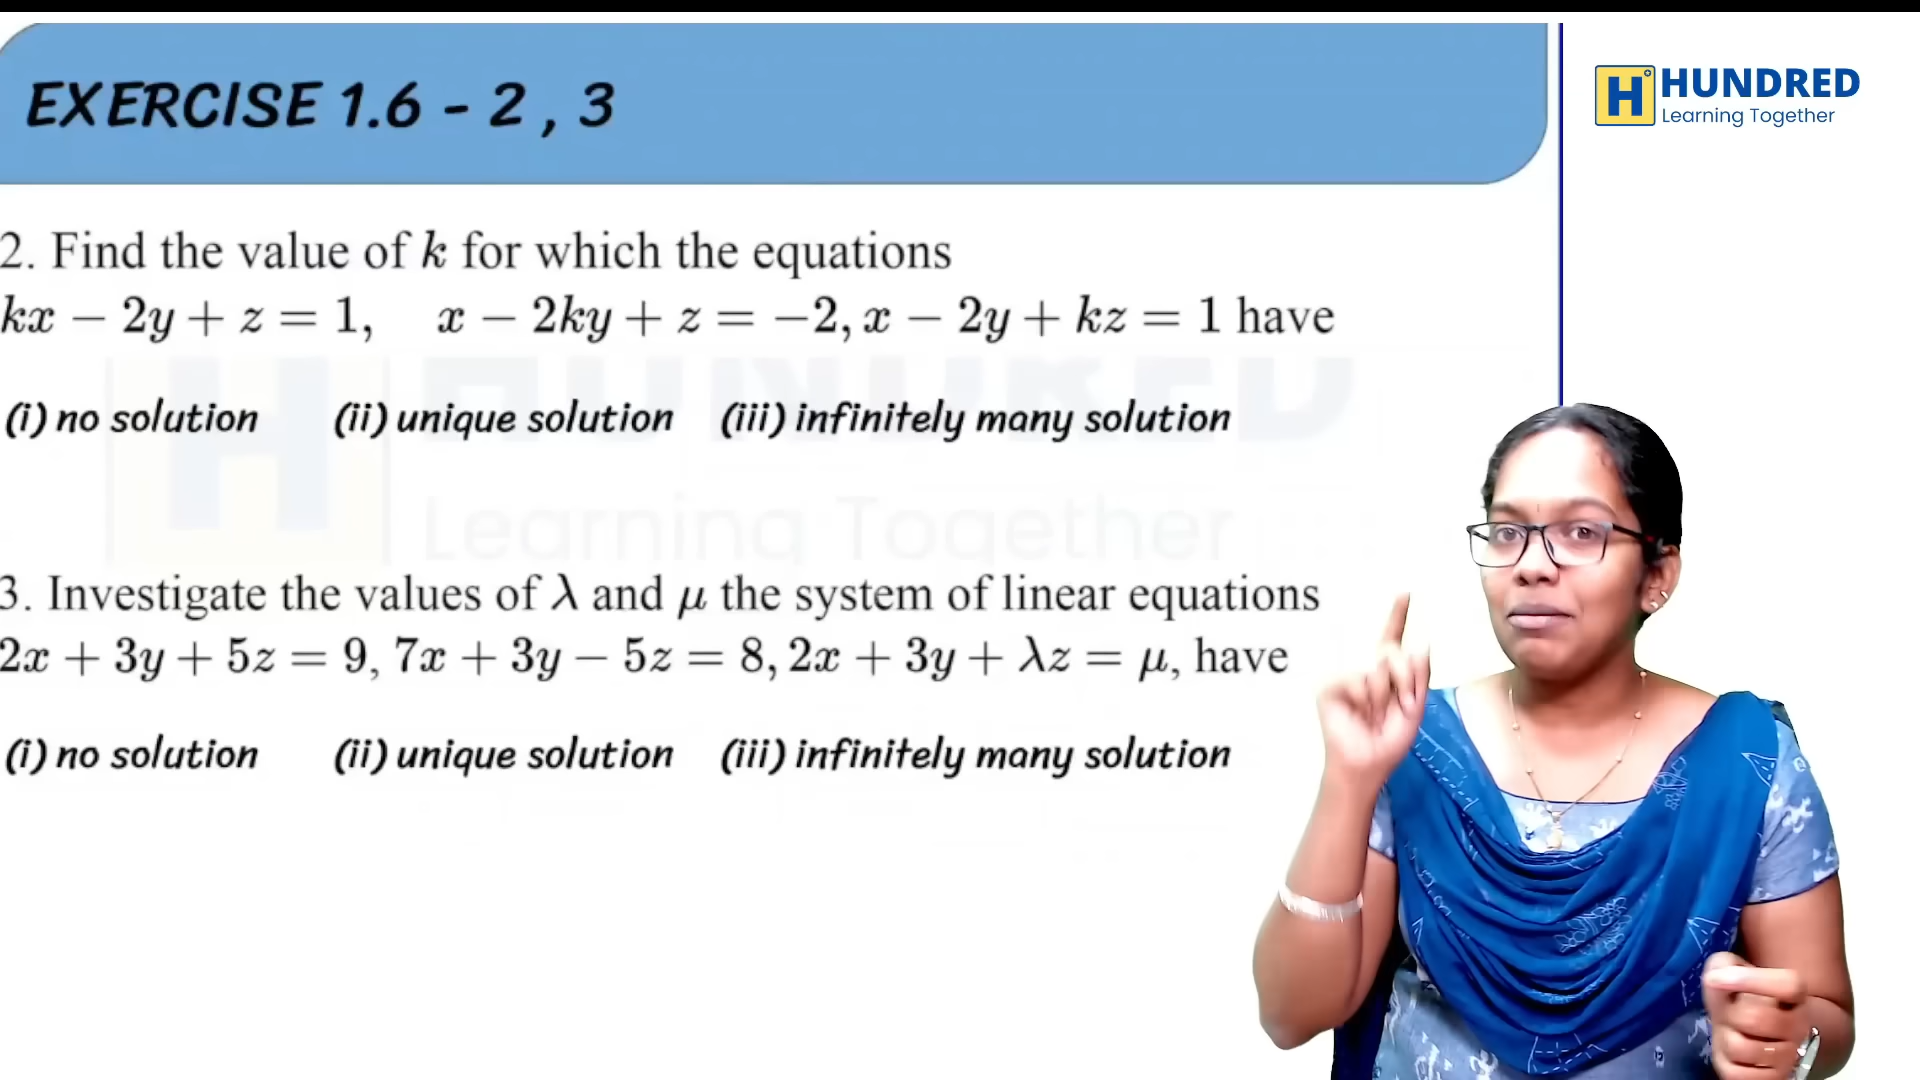 EXERCISE 1.6 - 2 , 3
H HUNDRED
Learning Together
2. Find the value of k for which the equations
kx − 2y + z = 1, x − 2ky + z = −2, x − 2y + kz = 1 have
(i) no solution (ii) unique solution (iii) infinitely many solution
H HUNDRED
Learning Together
3. Investigate the values of λ and μ the system of linear equations
2x + 3y + 5z = 9, 7x + 3y − 5z = 8, 2x + 3y + λz = μ, have
(i) no solution (ii) unique solution (iii) infinitely many solution